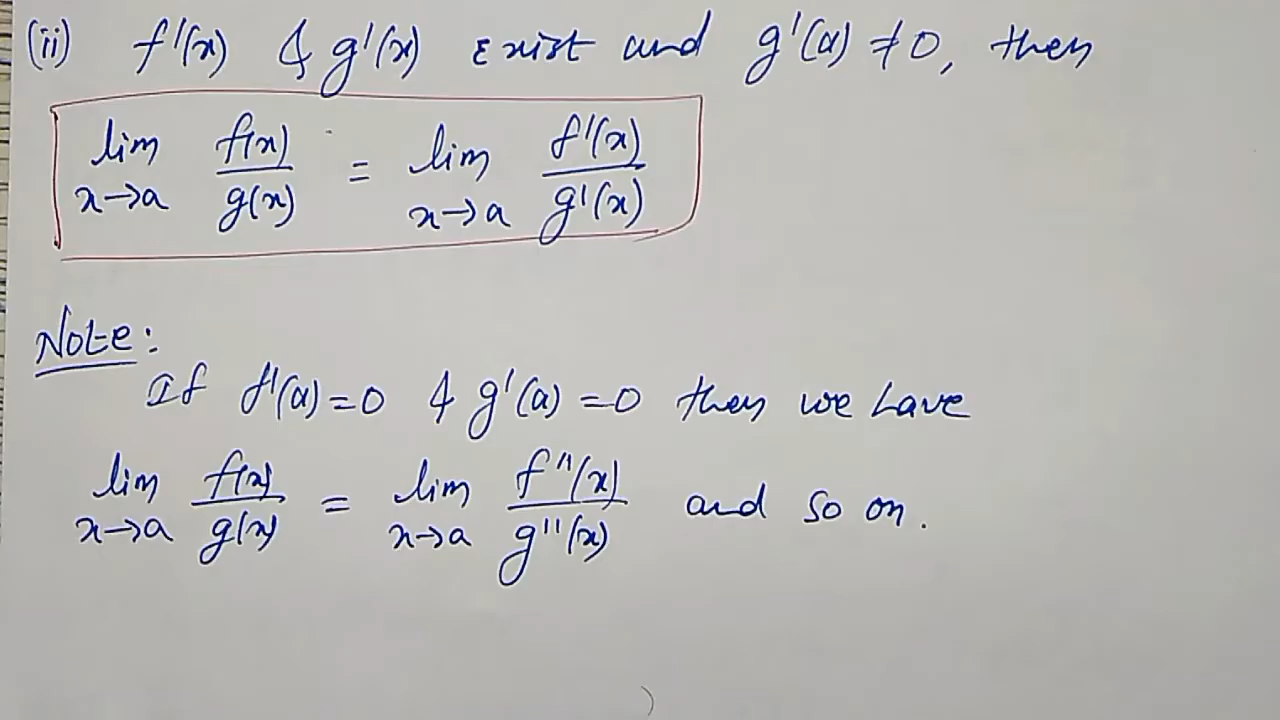 (ii) f'(x) & g'(x) exist and g'(a) ≠ 0, then
lim x→a f(x)/g(x) = lim x→a f'(x)/g'(x)
Note:
If f'(a) = 0 & g'(a) = 0 then we have
lim x→a f(x)/g(x) = lim x→a f''(x)/g''(x) and so on.